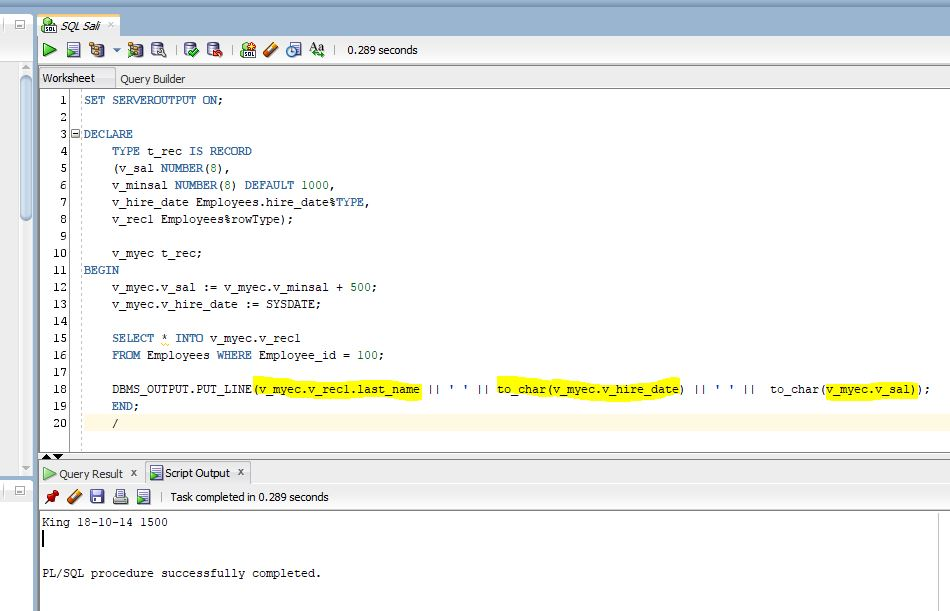 SQL Sali
0.289 seconds
Worksheet Query Builder
1 SET SERVEROUTPUT ON;
2
3 DECLARE
4 TYPE t_rec IS RECORD
5 (v_sal NUMBER(8),
6 v_minsal NUMBER(8) DEFAULT 1000,
7 v_hire_date Employees.hire_date%TYPE,
8 v_rec1 Employees%rowType);
9
10 v_myec t_rec;
11 BEGIN
12 v_myec.v_sal := v_myec.v_minsal + 500;
13 v_myec.v_hire_date := SYSDATE;
14
15 SELECT * INTO v_myec.v_rec1
16 FROM Employees WHERE Employee_id = 100;
17
18 DBMS_OUTPUT.PUT_LINE(v_myec.v_rec1.last_name || ' ' || to_char(v_myec.v_hire_date) || ' ' || to_char(v_myec.v_sal));
19 END;
20 /
Query Result x Script Output x
Task completed in 0.289 seconds
King 18-10-14 1500
PL/SQL procedure successfully completed.